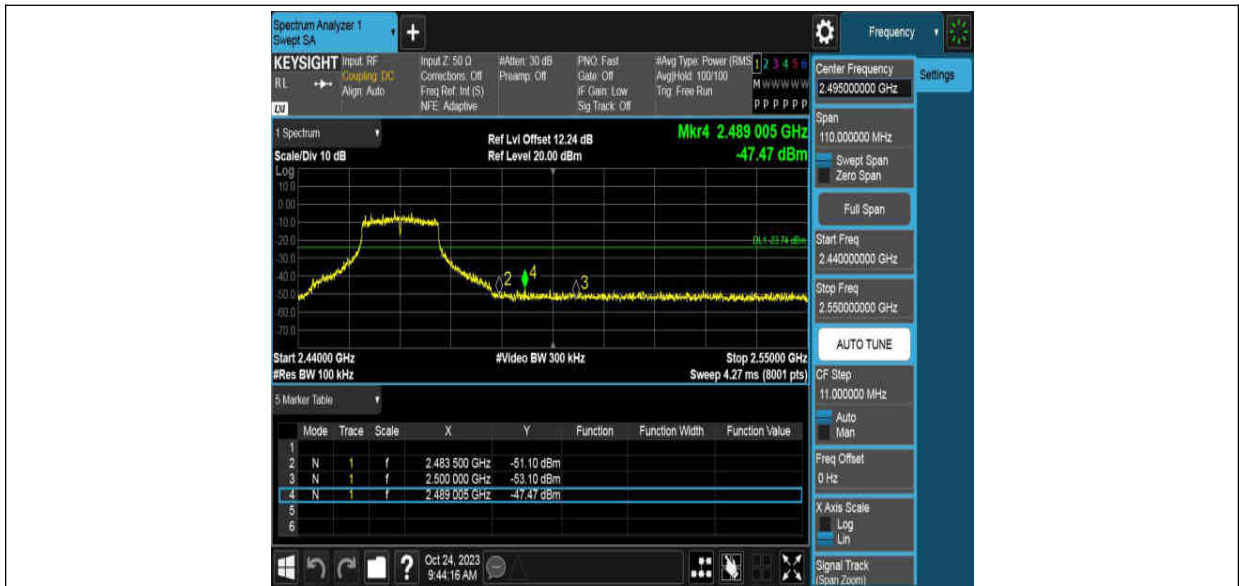 Spectrum Analyzer 1
Swept SA
+
Frequency
KEYSIGHT
RL
LXI
Input: RF
Coupling: DC
Align: Auto
Input Z: 50 Ω
Corrections: Off
Freq Ref: Int (S)
NFE: Adaptive
#Atten: 30 dB
Preamp: Off
PNO: Fast
Gate: Off
IF Gain: Low
Sig Track: Off
#Avg Type: Power (RMS
Avg|Hold: 100/100
Trig: Free Run
1 2 3 4 5 6
M W W W W W
P P P P P P
Center Frequency
2.495000000 GHz
Settings
1 Spectrum
Scale/Div 10 dB
Ref Lvl Offset 12.24 dB
Ref Level 20.00 dBm
Mkr4 2.489 005 GHz
-47.47 dBm
Log
10.0
0.00
-10.0
-20.0
-30.0
-40.0
-50.0
-60.0
-70.0
DL1 -23.74 dBm
2
4
3
Start 2.44000 GHz
#Res BW 100 kHz
#Video BW 300 kHz
Stop 2.55000 GHz
Sweep 4.27 ms (8001 pts)
Span
110.000000 MHz
Swept Span
Zero Span
Full Span
Start Freq
2.440000000 GHz
Stop Freq
2.550000000 GHz
AUTO TUNE
CF Step
11.000000 MHz
Auto
Man
Freq Offset
0 Hz
X Axis Scale
Log
Lin
Signal Track
(Span Zoom)
5 Marker Table
Mode Trace Scale X Y Function Function Width Function Value
1
2 N 1 f 2.483 500 GHz -51.10 dBm
3 N 1 f 2.500 000 GHz -53.10 dBm
4 N 1 f 2.489 005 GHz -47.47 dBm
5
6
?
Oct 24, 2023
9:44:16 AM